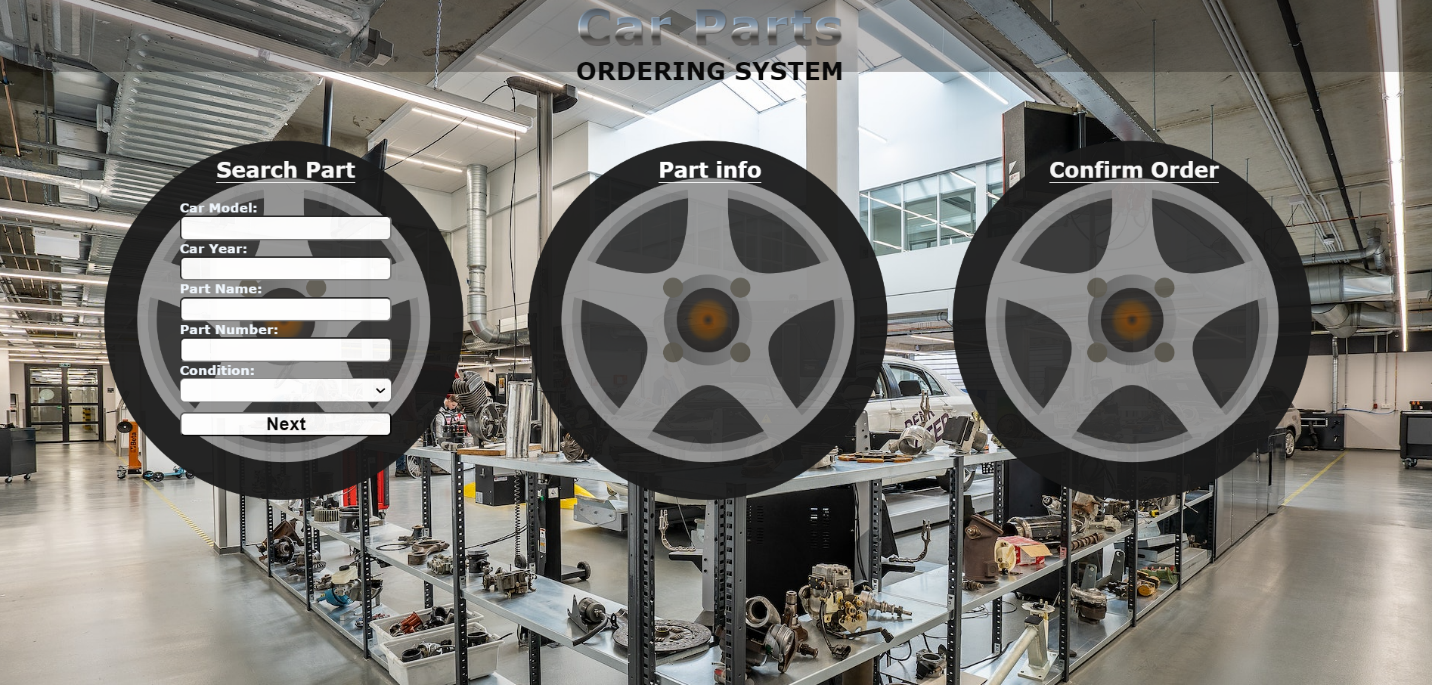 Car Parts
ORDERING SYSTEM
Search Part
Car Model:
Car Year:
Part Name:
Part Number:
Condition:
Next
Part info
Confirm Order